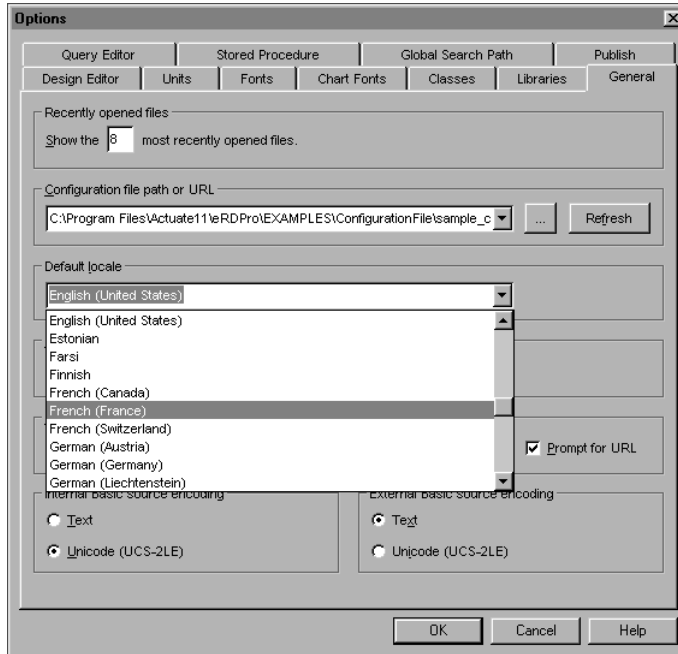 Options
Query Editor Stored Procedure Global Search Path Publish
Design Editor Units Fonts Chart Fonts Classes Libraries General
Recently opened files
Show the 8 most recently opened files.
Configuration file path or URL
C:\Program Files\Actuate11\eRDPro\EXAMPLES\ConfigurationFile\sample_c ... Refresh
Default locale
English (United States)
English (United States)
Estonian
Farsi
Finnish
French (Canada)
French (France)
French (Switzerland)
German (Austria)
German (Germany) Prompt for URL
German (Liechtenstein)
Internal Basic source encoding External Basic source encoding
Text Text
Unicode (UCS-2LE) Unicode (UCS-2LE)
OK Cancel Help